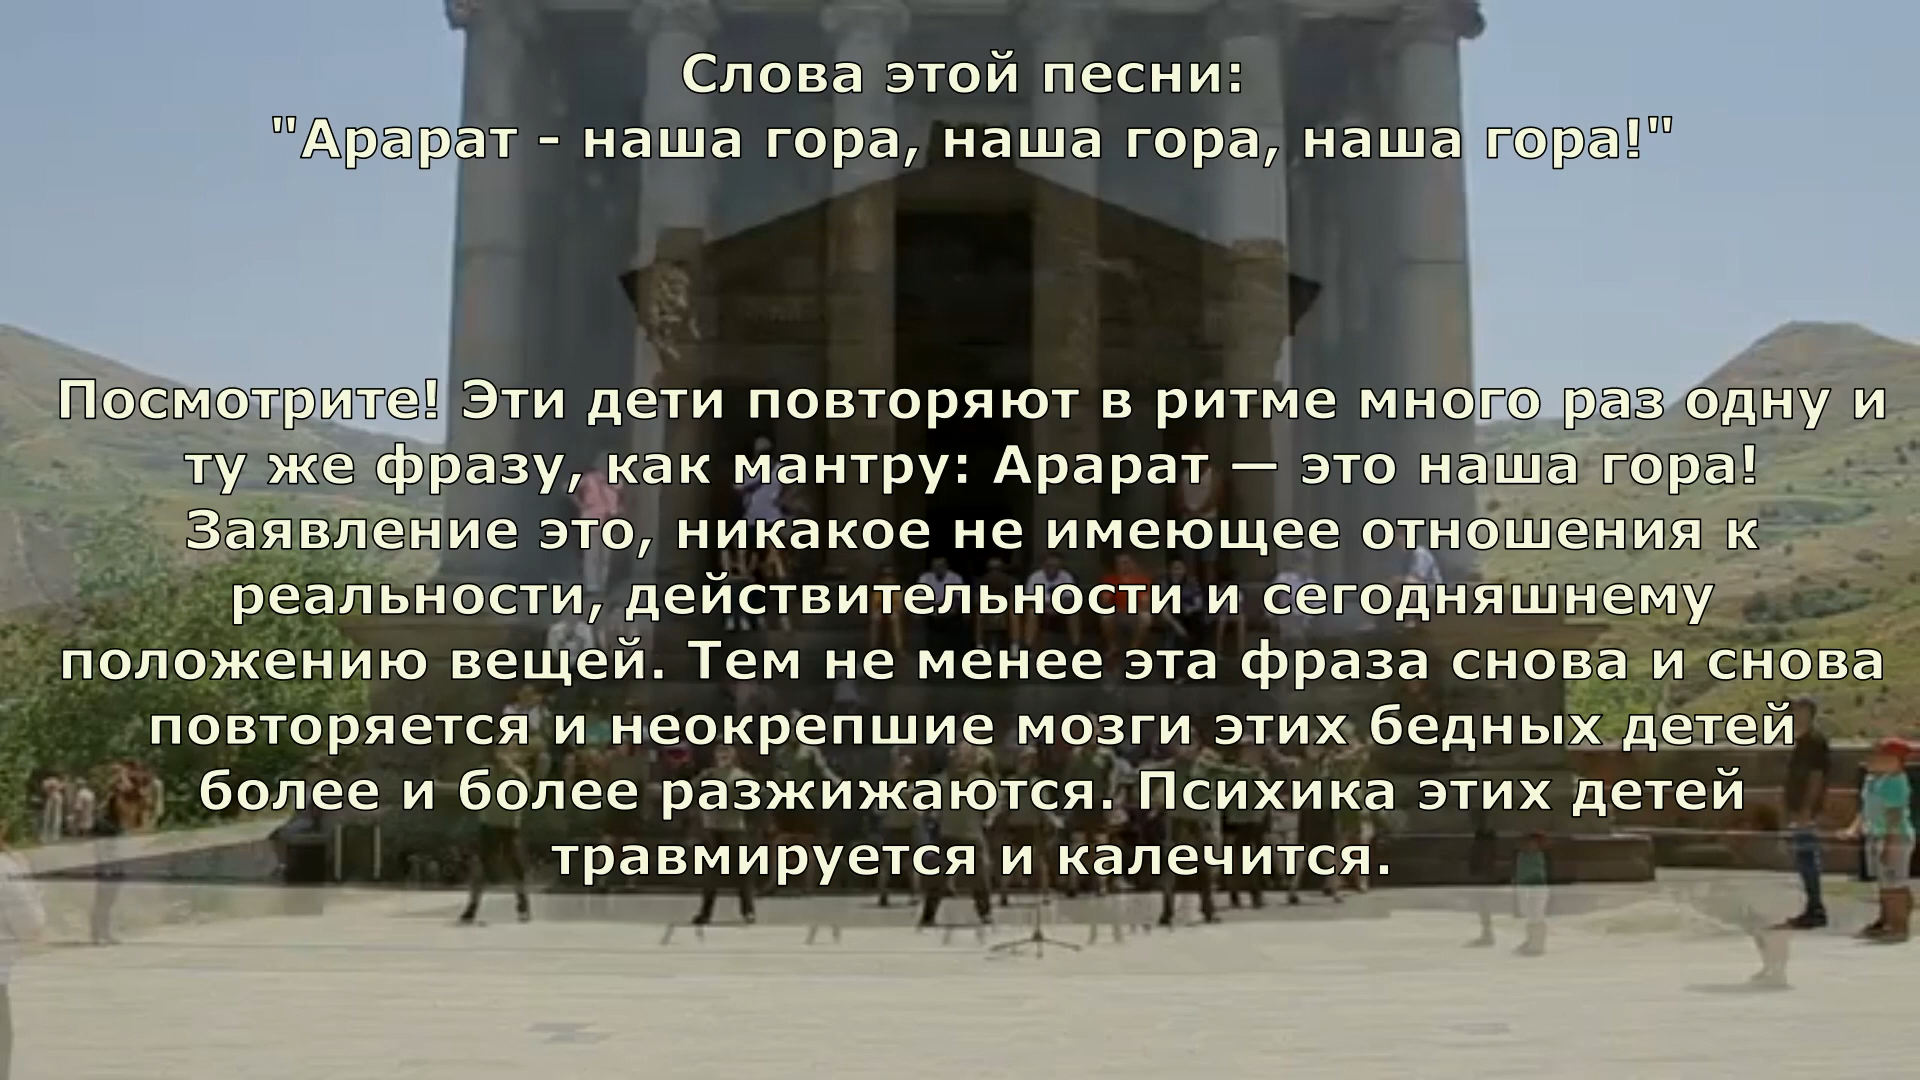 Слова этой песни:
"Арарат - наша гора, наша гора, наша гора!"
Посмотрите! Эти дети повторяют в ритме много раз одну и
ту же фразу, как мантру: Арарат — это наша гора!
Заявление это, никакое не имеющее отношения к
реальности, действительности и сегодняшнему
положению вещей. Тем не менее эта фраза снова и снова
повторяется и неокрепшие мозги этих бедных детей
более и более разжижаются. Психика этих детей
травмируется и калечится.